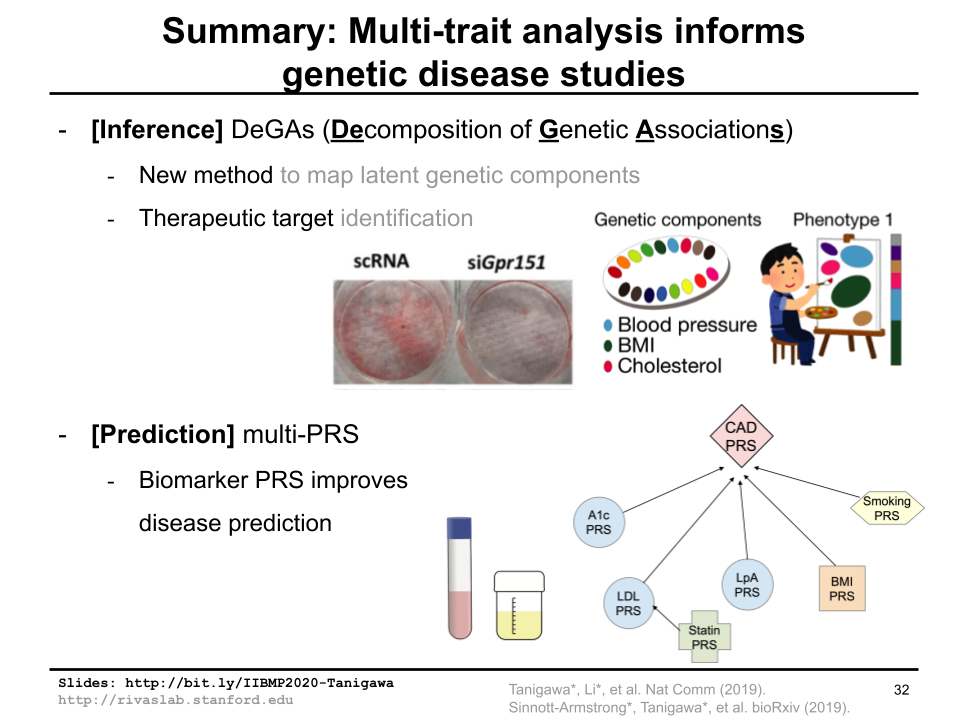 Summary: Multi-trait analysis informs
genetic disease studies
- [Inference] DeGAs (Decomposition of Genetic Associations)
- New method to map latent genetic components
- Therapeutic target identification
scRNA
siGpr151
Genetic components
Phenotype 1
Blood pressure
BMI
Cholesterol
- [Prediction] multi-PRS
- Biomarker PRS improves
disease prediction
CAD
PRS
A1c
PRS
Smoking
PRS
LDL
PRS
LpA
PRS
BMI
PRS
Statin
PRS
Slides: http://bit.ly/IIBMP2020-Tanigawa
http://rivaslab.stanford.edu
Tanigawa*, Li*, et al. Nat Comm (2019).
Sinnott-Armstrong*, Tanigawa*, et al. bioRxiv (2019).
32